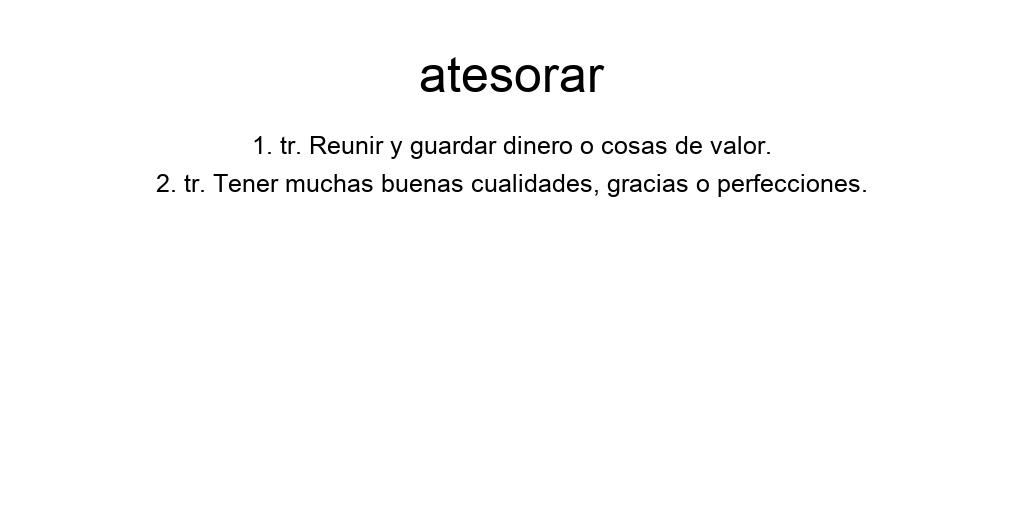 atesorar
1. tr. Reunir y guardar dinero o cosas de valor.
2. tr. Tener muchas buenas cualidades, gracias o perfecciones.